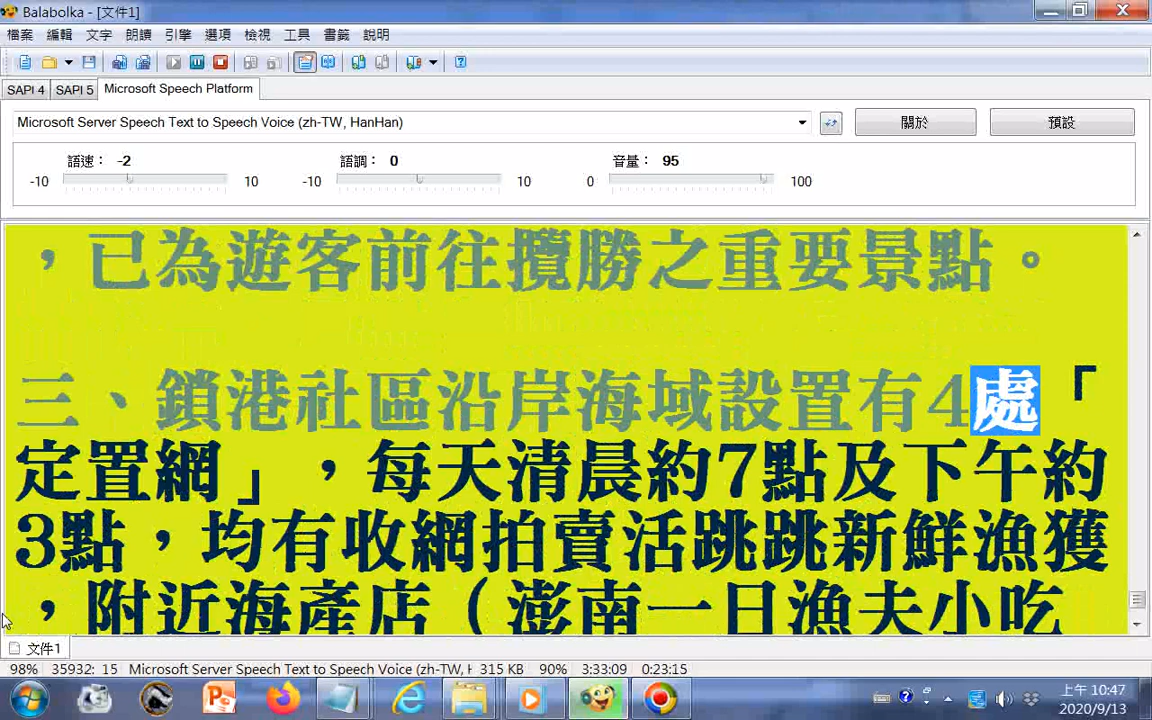 Balabolka - [文件1]
檔案 編輯 文字 朗讀 引擎 選項 檢視 工具 書籤 說明
SAPI 4 SAPI 5 Microsoft Speech Platform
Microsoft Server Speech Text to Speech Voice (zh-TW, HanHan) 關於 預設
語速： -2 語調： 0 音量： 95
-10 10 -10 10 0 100
，已為遊客前往攬勝之重要景點。
三、鎖港社區沿岸海域設置有4處「
定置網」，每天清晨約7點及下午約
3點，均有收網拍賣活跳跳新鮮漁獲
，附近海產店（澎南一日漁夫小吃
文件1
98% 35932: 15 Microsoft Server Speech Text to Speech Voice (zh-TW, H 315 KB 90% 3:33:09 0:23:15
上午 10:47
2020/9/13